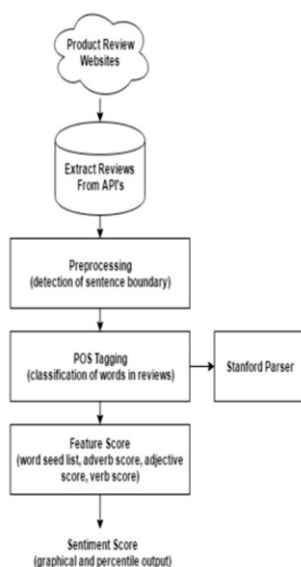 Product Review
Websites
Extract Reviews
From API's
Preprocessing
(detection of sentence boundary)
POS Tagging
(classification of words in reviews)
Stanford Parser
Feature Score
(word seed list, adverb score, adjective
score, verb score)
Sentiment Score
(graphical and percentile output)